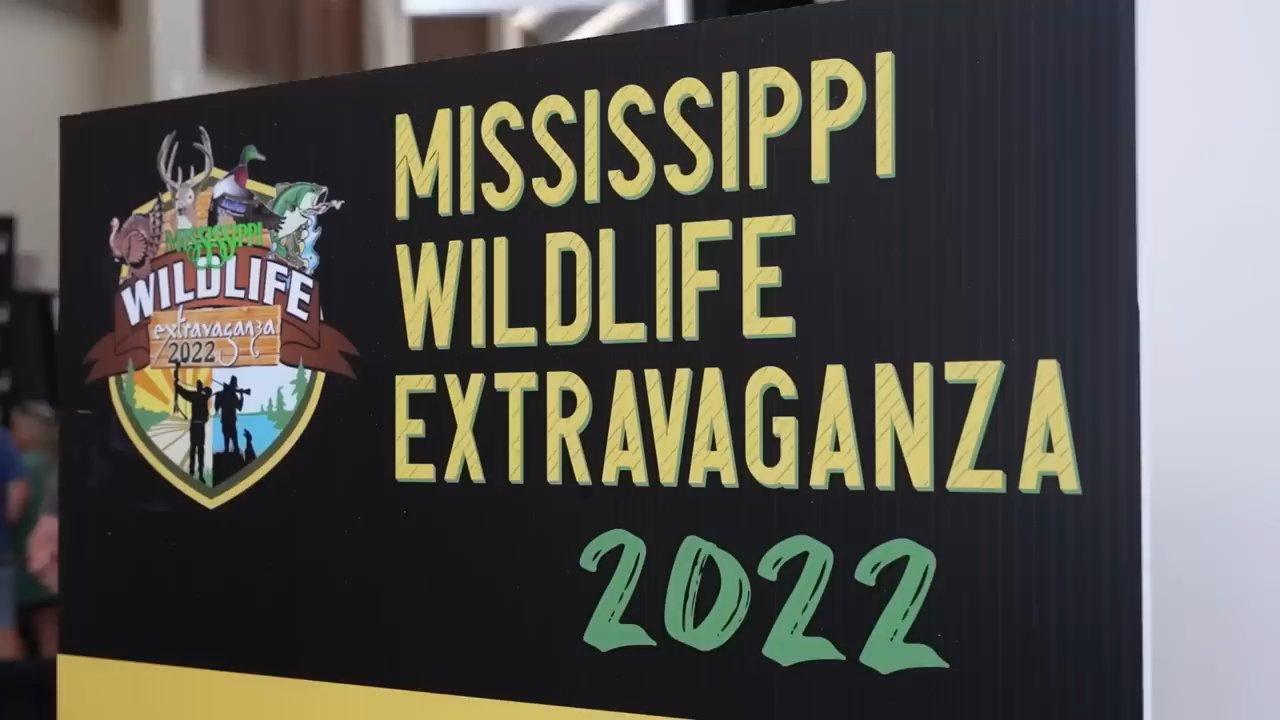 MISSISSIPPI
WILDLIFE
extravaganza
2022
MISSISSIPPI
WILDLIFE
EXTRAVAGANZA
2022